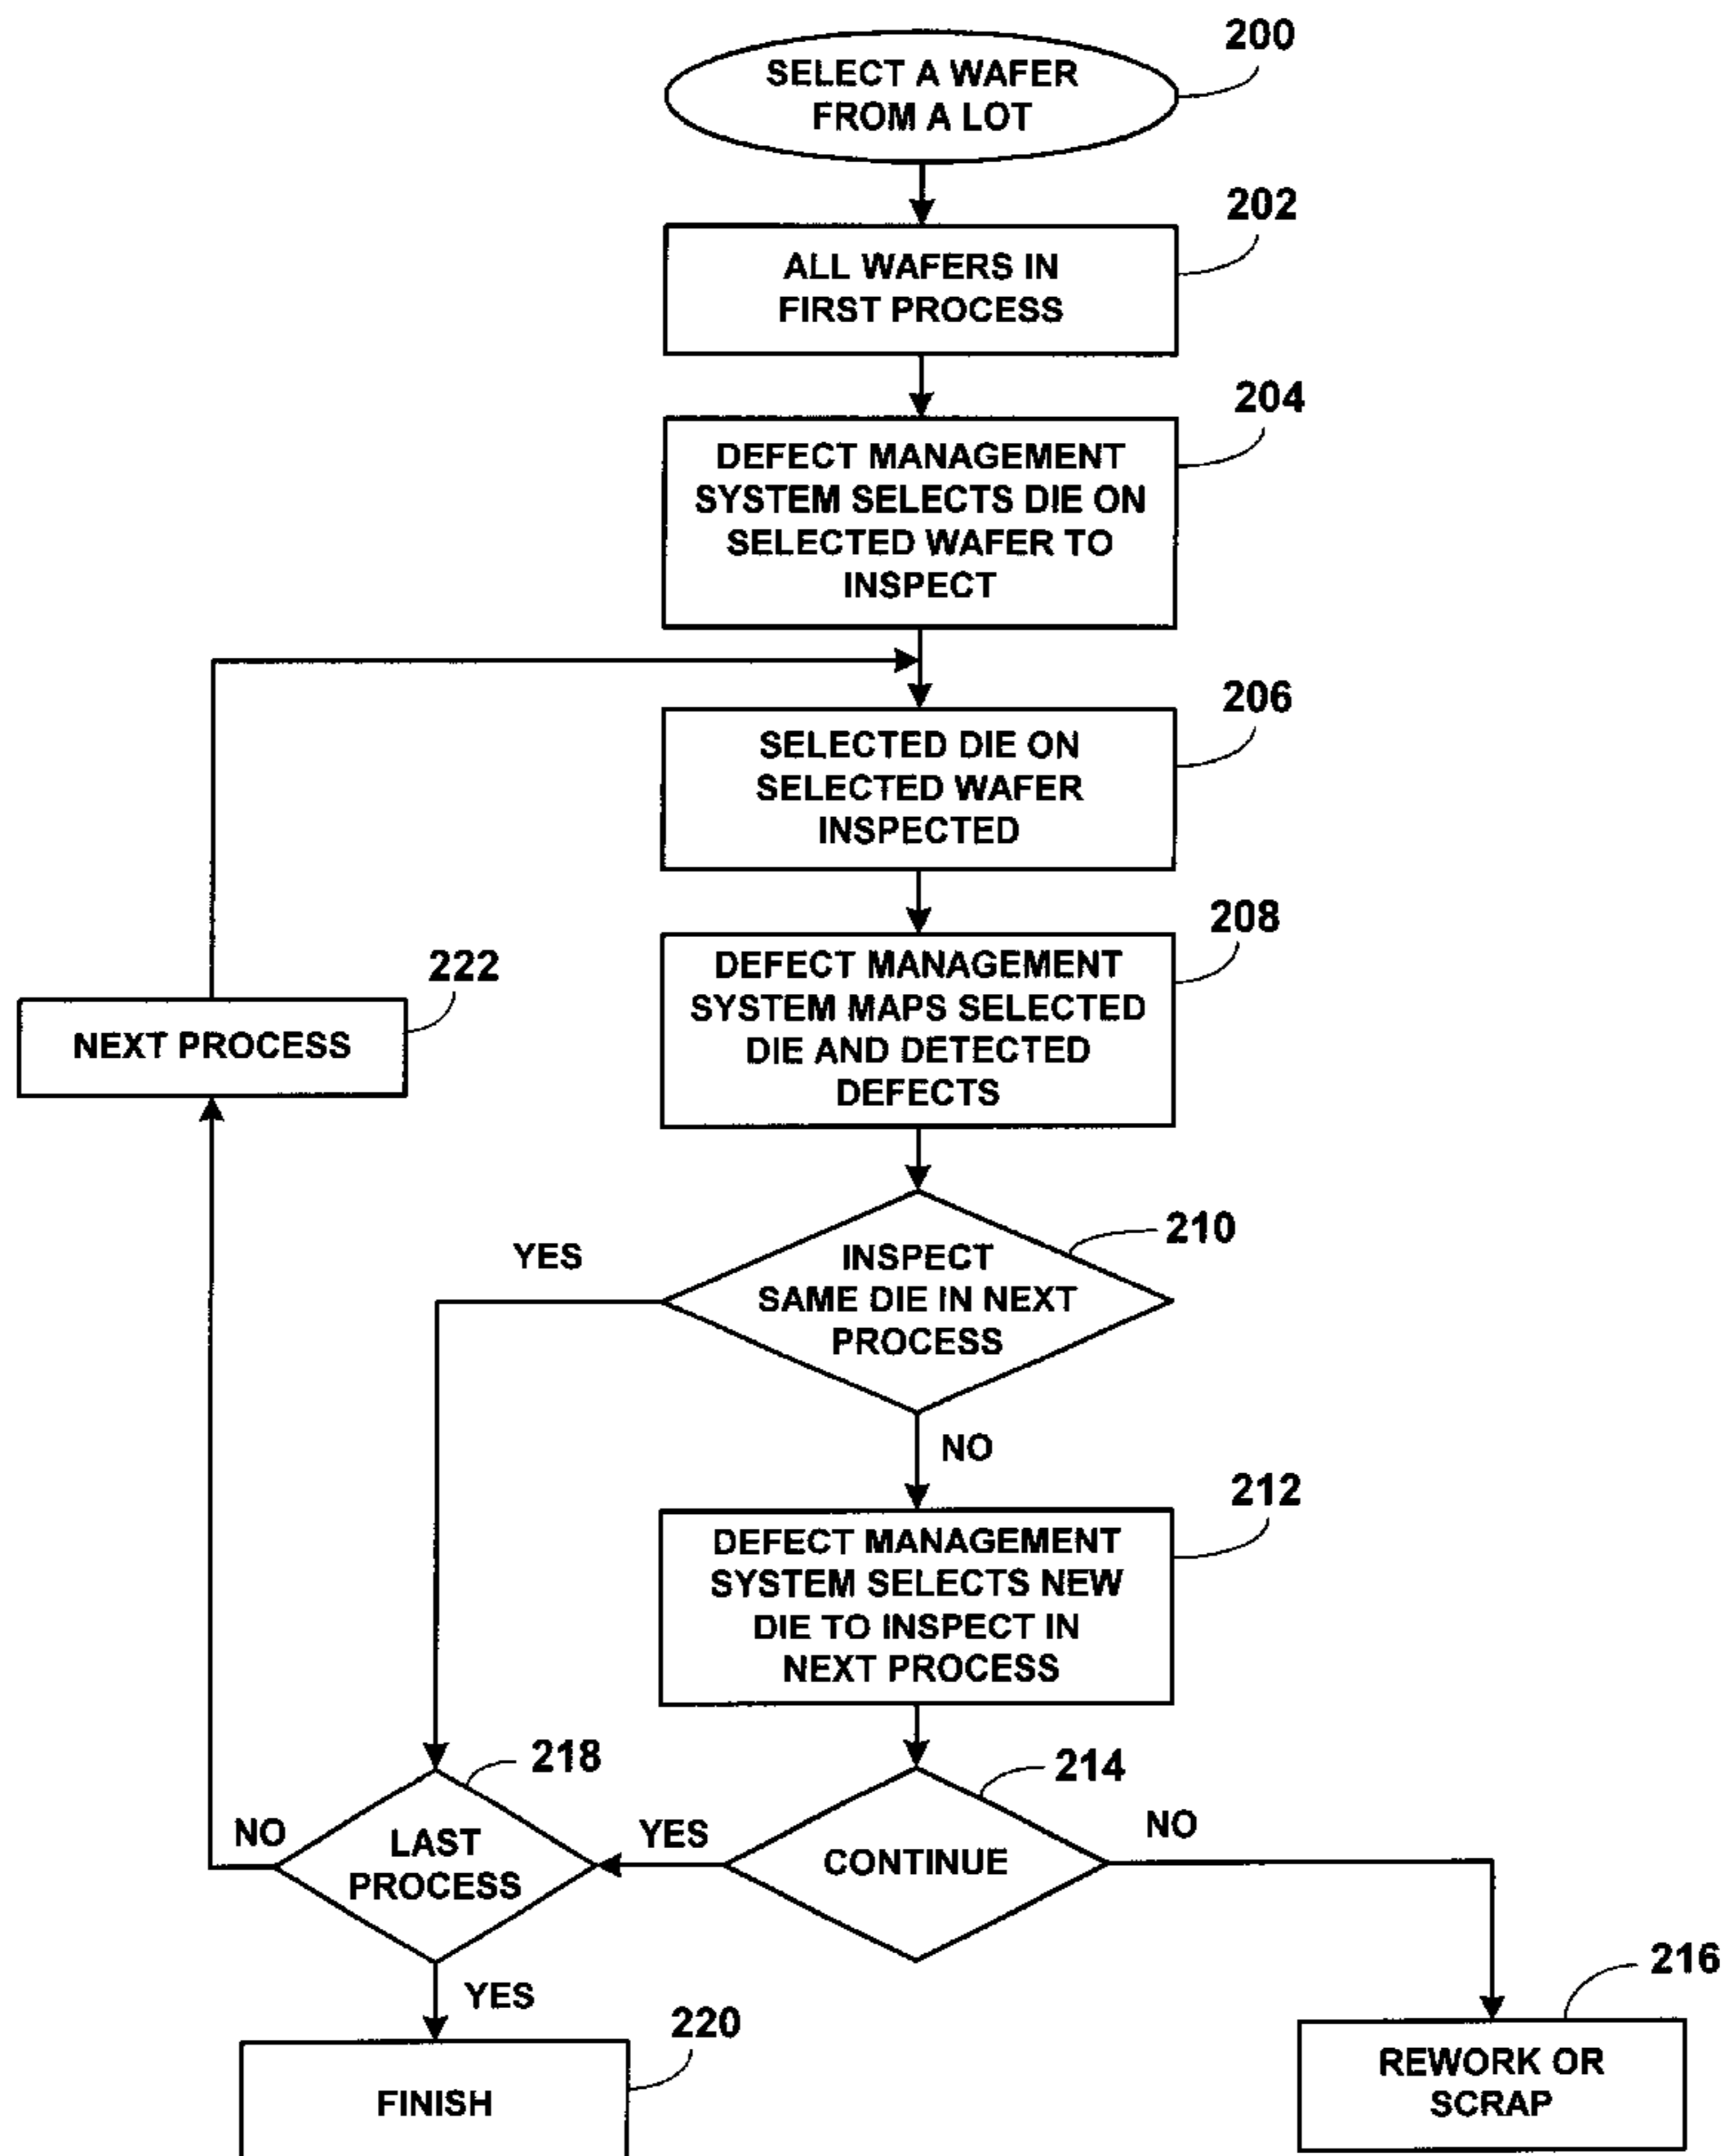 200
SELECT A WAFER
FROM A LOT
202
ALL WAFERS IN
FIRST PROCESS
204
DEFECT MANAGEMENT
SYSTEM SELECTS DIE ON
SELECTED WAFER TO
INSPECT
206
SELECTED DIE ON
SELECTED WAFER
INSPECTED
208
DEFECT MANAGEMENT
SYSTEM MAPS SELECTED
DIE AND DETECTED
DEFECTS
222
NEXT PROCESS
210
YES
INSPECT
SAME DIE IN NEXT
PROCESS
NO
212
DEFECT MANAGEMENT
SYSTEM SELECTS NEW
DIE TO INSPECT IN
NEXT PROCESS
218
214
NO
LAST
PROCESS
YES
CONTINUE
NO
216
YES
220
FINISH
REWORK OR
SCRAP